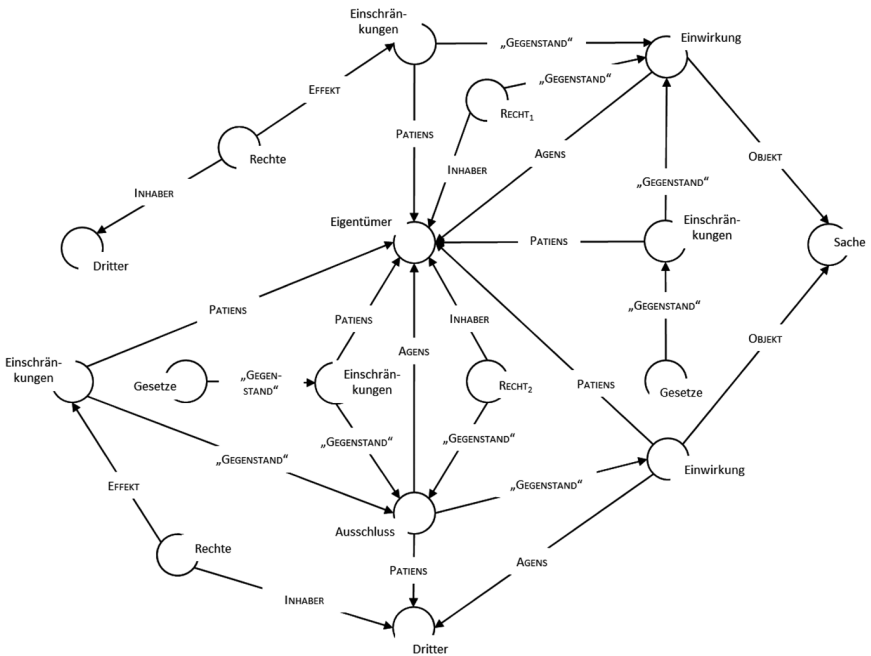 Einschrän-
kungen
„GEGENSTAND“
Einwirkung
„GEGENSTAND“
EFFEKT
RECHT1
PATIENS
Rechte
AGENS
OBJEKT
INHABER
„GEGENSTAND“
INHABER
Eigentümer
Einschrän-
kungen
PATIENS
Sache
Dritter
„GEGENSTAND“
PATIENS
PATIENS
INHABER
OBJEKT
AGENS
Einschrän-
kungen
Gesetze
„GEGEN-
STAND“
Einschrän-
kungen
RECHT2
PATIENS
Gesetze
„GEGENSTAND“
„GEGENSTAND“
„GEGENSTAND“
Einwirkung
EFFEKT
„GEGENSTAND“
Ausschluss
Rechte
PATIENS
AGENS
INHABER
Dritter